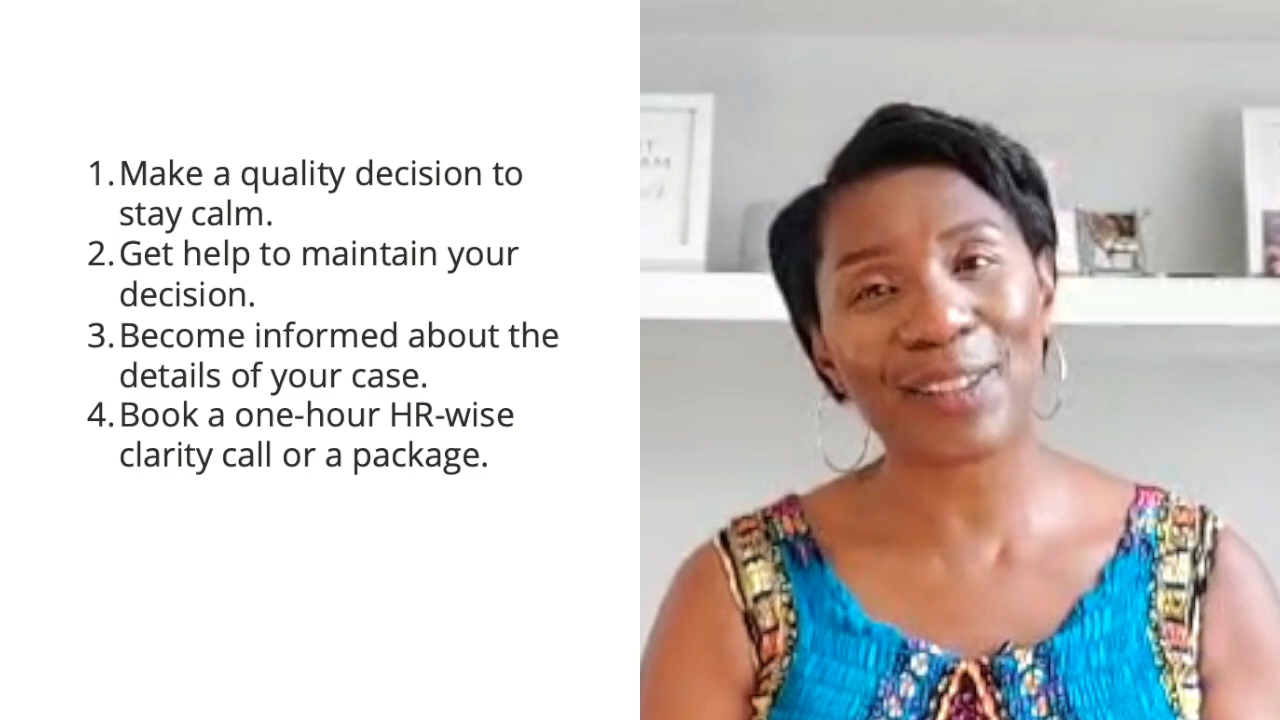 1. Make a quality decision to
stay calm.
2. Get help to maintain your
decision.
3. Become informed about the
details of your case.
4. Book a one-hour HR-wise
clarity call or a package.